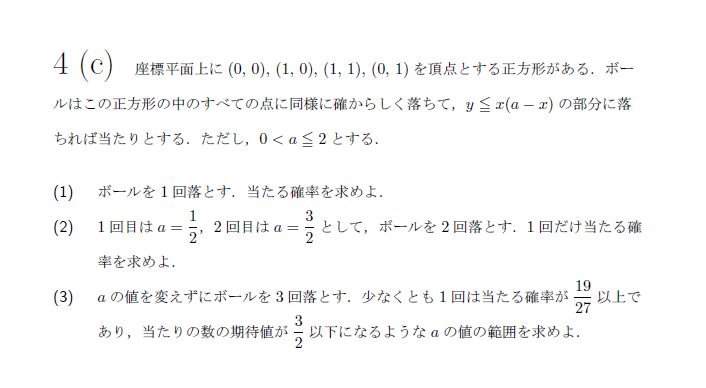 4 (c) 座標平面上に (0, 0), (1, 0), (1, 1), (0, 1) を頂点とする正方形がある．ボー
ルはこの正方形の中のすべての点に同様に確からしく落ちて，y ≦ x(a − x) の部分に落
ちれば当たりとする．ただし，0 < a ≦ 2 とする．
(1) ボールを 1 回落とす．当たる確率を求めよ．
(2) 1 回目は a = 1/2，2 回目は a = 3/2 として，ボールを 2 回落とす．1 回だけ当たる確
率を求めよ．
(3) a の値を変えずにボールを 3 回落とす．少なくとも 1 回は当たる確率が 19/27 以上で
あり，当たりの数の期待値が 3/2 以下になるような a の値の範囲を求めよ．